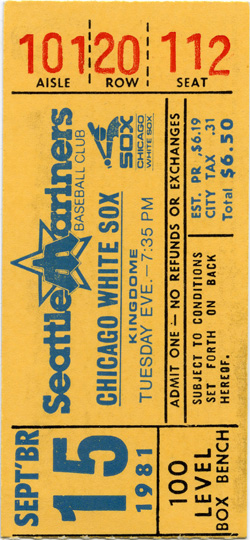 101 20 112
AISLE ROW SEAT
Seattle Mariners
BASEBALL CLUB
SOX
CHICAGO
WHITE SOX
CHICAGO WHITE SOX
KINGDOME
TUESDAY EVE.—7:35 PM
EST. PR. $6.19
CITY TAX .31
$6.50
ADMIT ONE — NO REFUNDS OR EXCHANGES
SUBJECT TO CONDITIONS
SET FORTH ON BACK
HEREOF.
SEPT'BR
15
1981
100
LEVEL
BOX BENCH